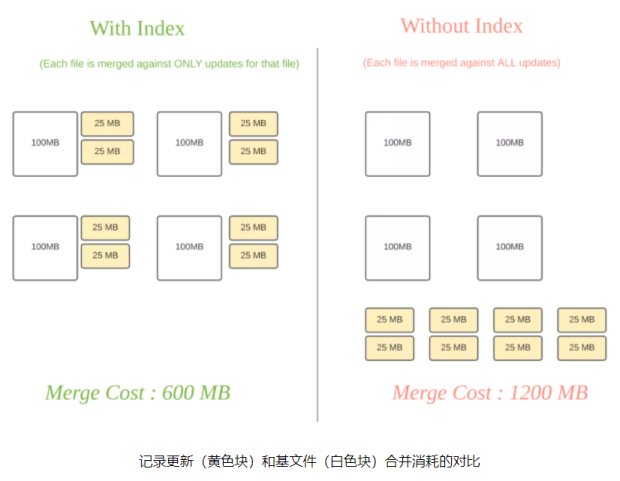 With Index
(Each file is merged against ONLY updates for that file)
100MB
25 MB
25 MB
100MB
25 MB
25 MB
100MB
25 MB
25 MB
100MB
25 MB
25 MB
Merge Cost : 600 MB
Without Index
(Each file is merged against ALL updates)
100MB
100MB
100MB
100MB
25 MB
25 MB
25 MB
25 MB
25 MB
25 MB
25 MB
25 MB
Merge Cost : 1200 MB
记录更新（黄色块）和基文件（白色块）合并消耗的对比